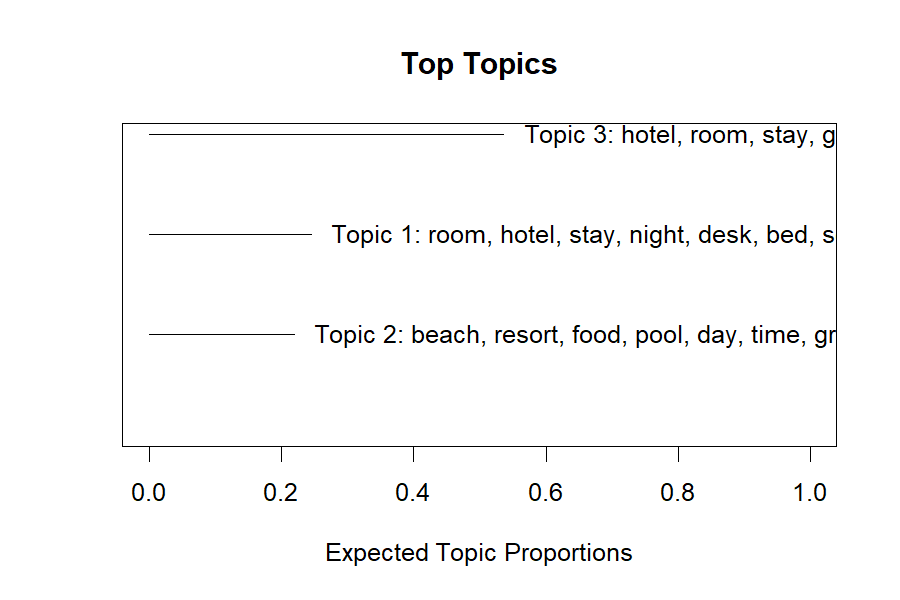 Top Topics
Topic 3: hotel, room, stay, g
Topic 1: room, hotel, stay, night, desk, bed, s
Topic 2: beach, resort, food, pool, day, time, gr
0.0 0.2 0.4 0.6 0.8 1.0
Expected Topic Proportions